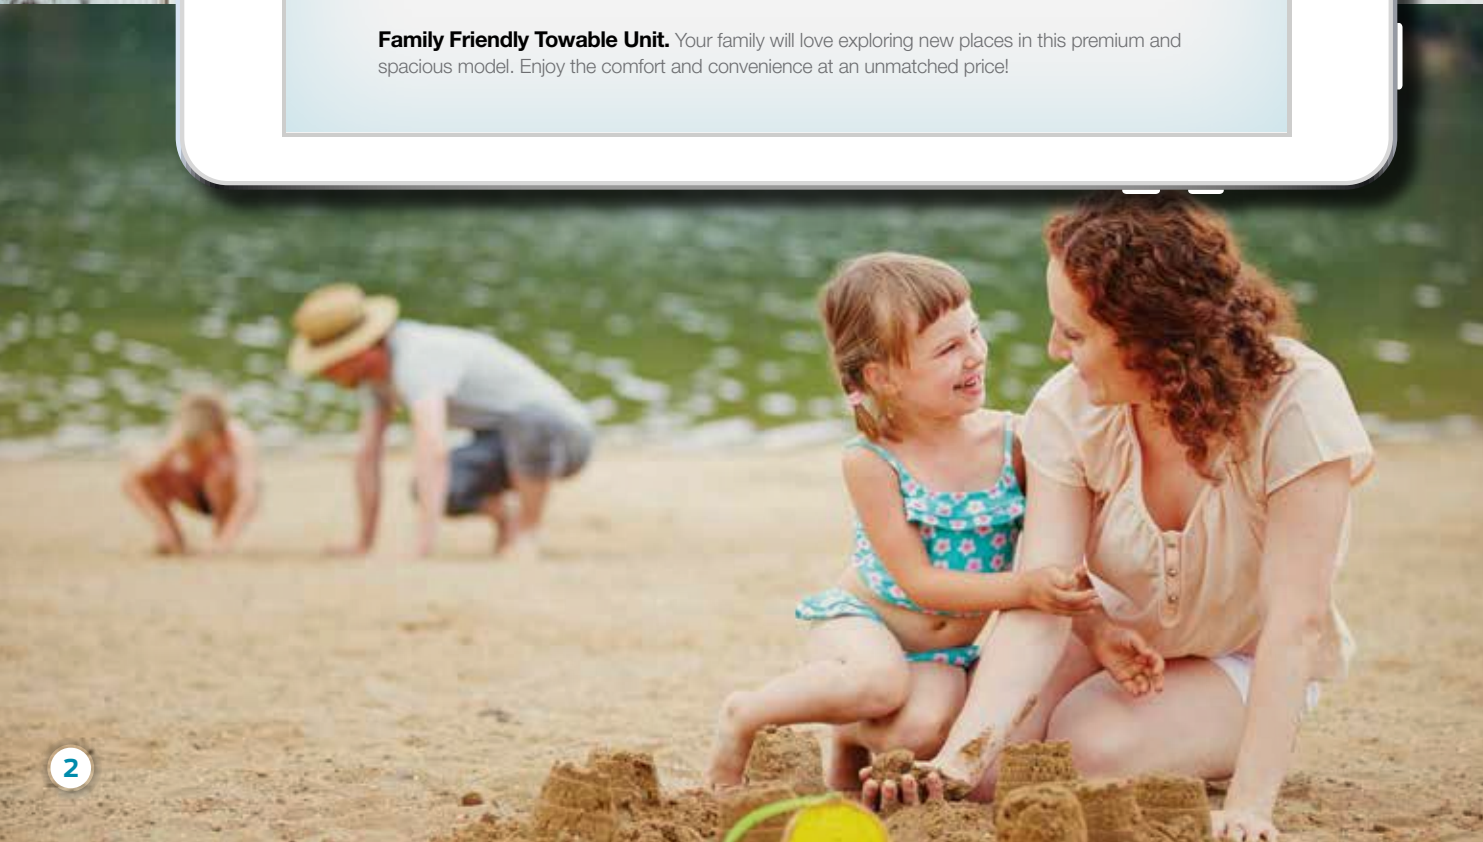 Family Friendly Towable Unit. Your family will love exploring new places in this premium and
spacious model. Enjoy the comfort and convenience at an unmatched price!
2